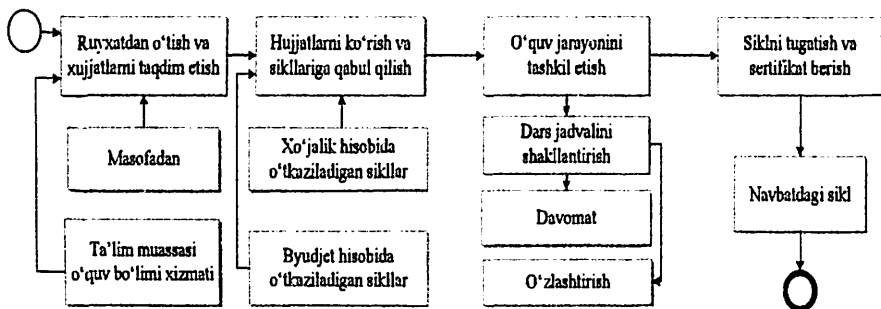 Ruyxatdan o‘tish va
xujjatlarni taqdim etish
Hujjatlarni ko‘rish va
sikllariga qabul qilish
O‘quv jarayonini
tashkil etish
Siklni tugatish va
sertifikat berish
Masofadan
Xo‘jalik hisobida
o‘tkaziladigan sikllar
Dars jadvalini
shakllantirish
Navbatdagi sikl
Davomat
Ta’lim muassasi
o‘quv bo‘limi xizmati
Byudjet hisobida
o‘tkaziladigan sikllar
O‘zlashtirish